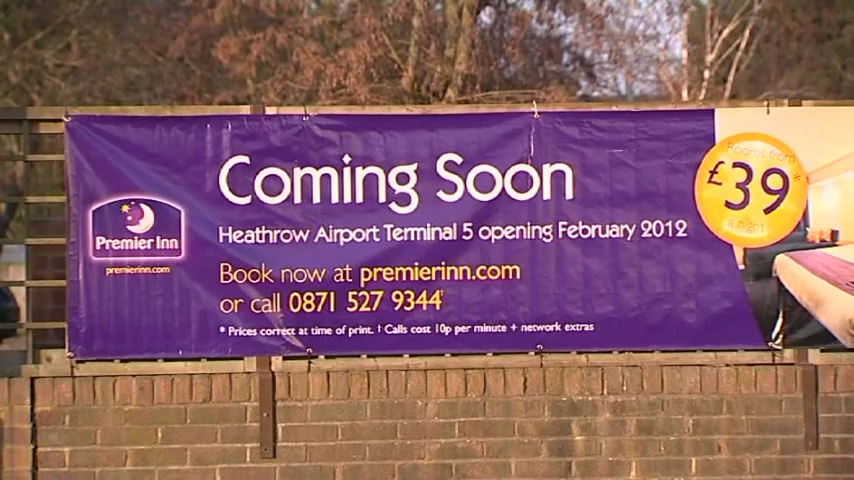 Coming Soon
Heathrow Airport Terminal 5 opening February 2012
Premier Inn
premierinn.com
Book now at premierinn.com
or call 0871 527 9344†
* Prices correct at time of print. † Calls cost 10p per minute + network extras
Rooms from
£39*
a night